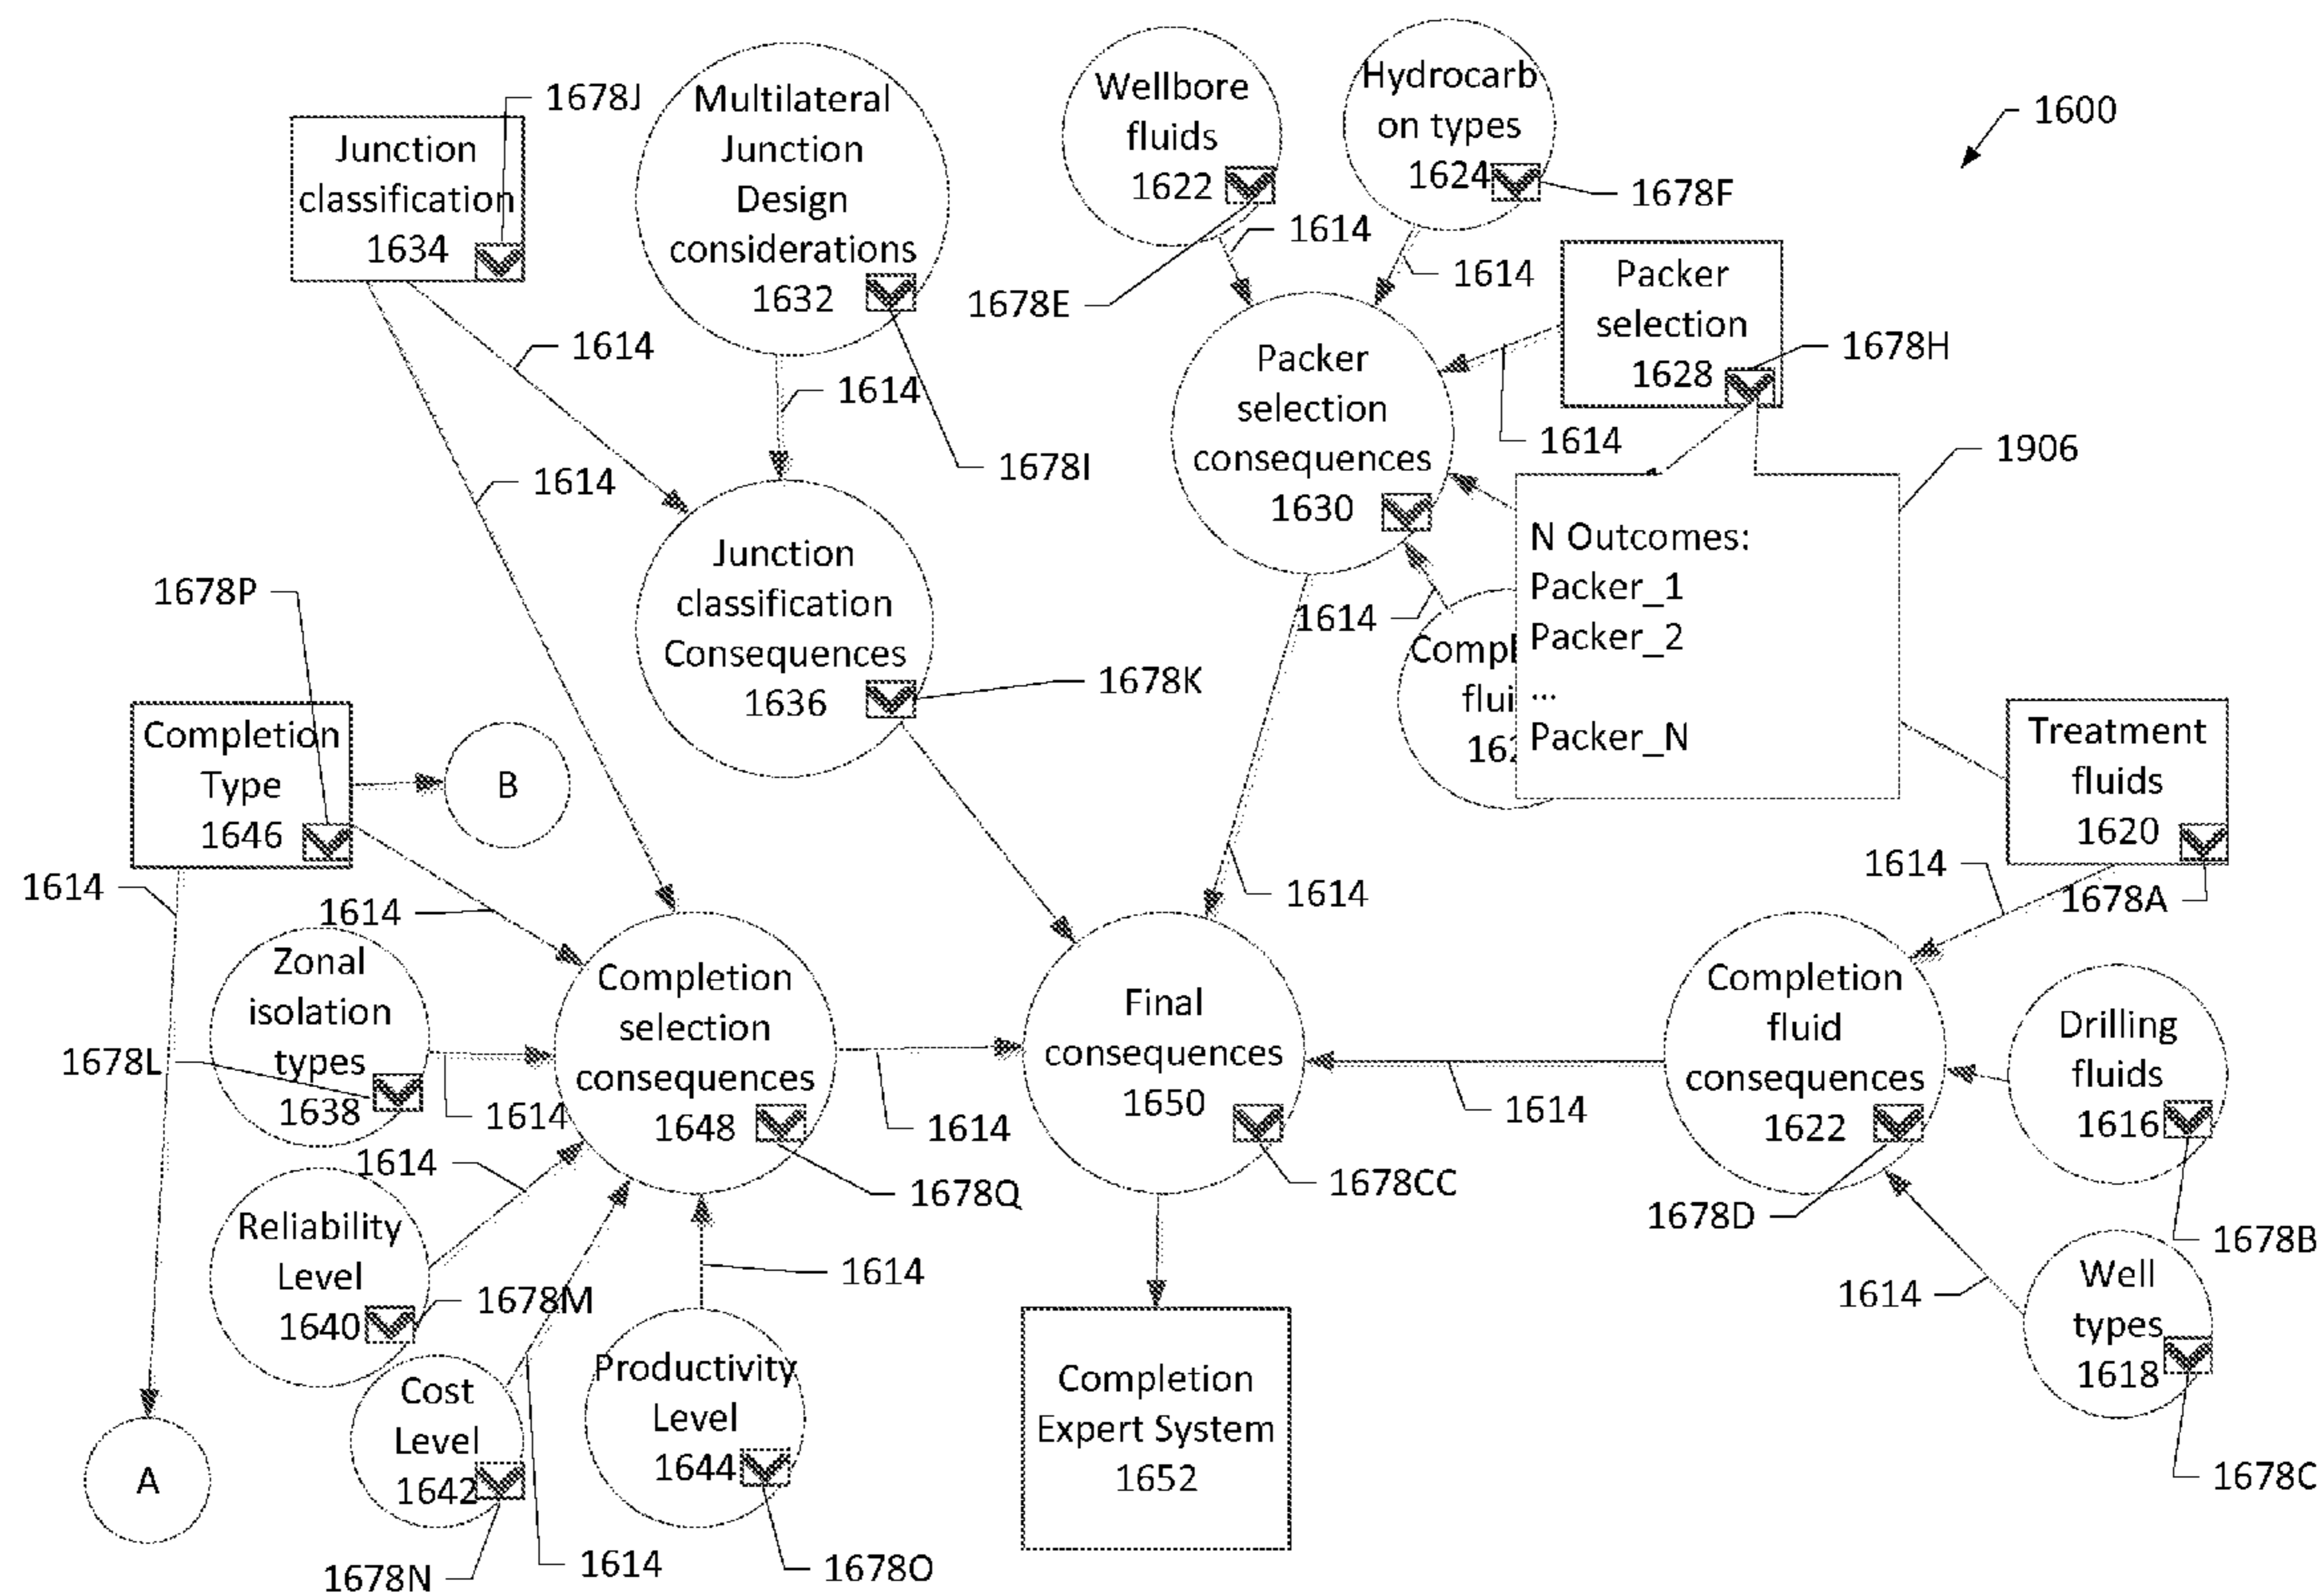 1600
1678J
Junction
classification
1634
Multilateral
Junction
Design
considerations
1632
1678I
Wellbore
fluids
1622
1678E
Hydrocarb
on types
1624
1678F
1614
1614
Packer
selection
1628
1678H
1614
1906
Packer
selection
consequences
1630
N Outcomes:
Packer_1
Packer_2
...
Packer_N
1614
1614
1614
1614
Junction
classification
Consequences
1636
1678K
1614
1678P
Completion
Type
1646
B
1614
1614
Treatment
fluids
1620
1678A
1614
1614
Zonal
isolation
types
1638
1678L
1614
Completion
selection
consequences
1648
1678Q
1614
Final
consequences
1650
1678CC
1614
Completion
fluid
consequences
1622
1678D
Drilling
fluids
1616
1678B
Well
types
1618
1678C
1614
1614
Reliability
Level
1640
1678M
1614
Cost
Level
1642
1678N
1614
Productivity
Level
1644
1678O
Completion
Expert System
1652
A